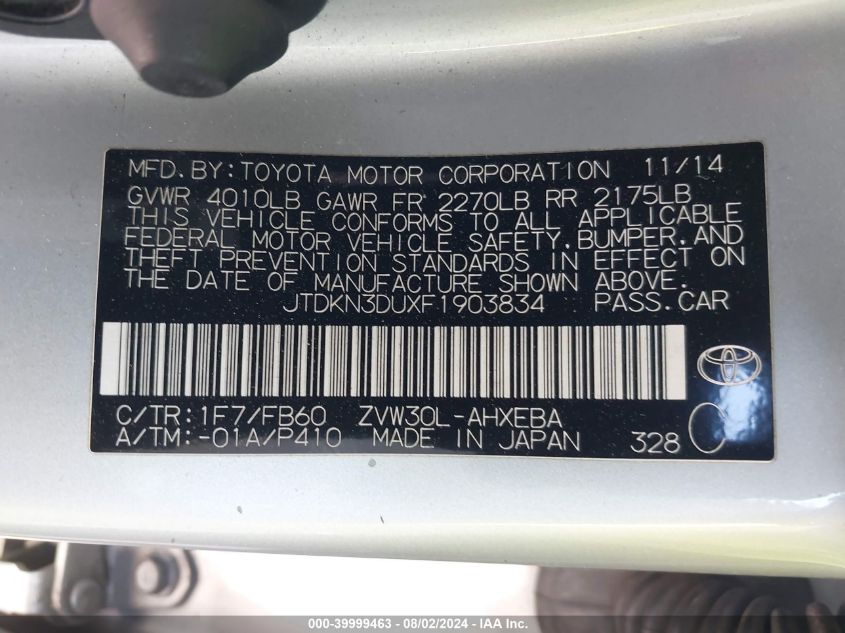 MFD.BY:TOYOTA MOTOR CORPORATION 11/14
GVWR 4010LB GAWR FR 2270LB RR 2175LB
THIS VEHICLE CONFORMS TO ALL APPLICABLE
FEDERAL MOTOR VEHICLE SAFETY,BUMPER,AND
THEFT PREVENTION STANDARDS IN EFFECT ON
THE DATE OF MANUFACTURE SHOWN ABOVE.
JTDKN3DUXF1903834 PASS.CAR
C/TR:1F7/FB60 ZVW30L-AHXEBA
A/TM:-01A/P410 MADE IN JAPAN 328 C
000-39999463 - 08/02/2024 - IAA Inc.